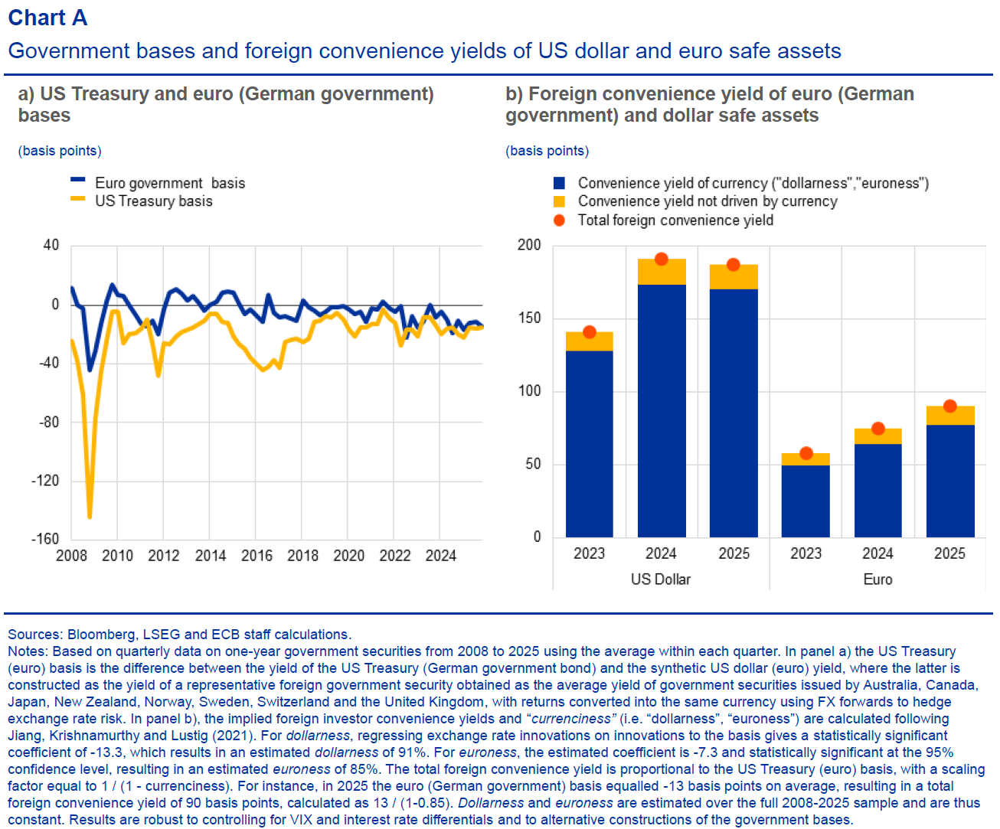 Chart A
Government bases and foreign convenience yields of US dollar and euro safe assets
a) US Treasury and euro (German government)
bases
(basis points)
Euro government basis
US Treasury basis
40
0
-40
-80
-120
-160
2008 2010 2012 2014 2016 2018 2020 2022 2024
b) Foreign convenience yield of euro (German
government) and dollar safe assets
(basis points)
Convenience yield of currency ("dollarness","euroness")
Convenience yield not driven by currency
Total foreign convenience yield
200
150
100
50
0
2023 2024 2025 2023 2024 2025
US Dollar Euro
Sources: Bloomberg, LSEG and ECB staff calculations.
Notes: Based on quarterly data on one-year government securities from 2008 to 2025 using the average within each quarter. In panel a) the US Treasury
(euro) basis is the difference between the yield of the US Treasury (German government bond) and the synthetic US dollar (euro) yield, where the latter is
constructed as the yield of a representative foreign government security obtained as the average yield of government securities issued by Australia, Canada,
Japan, New Zealand, Norway, Sweden, Switzerland and the United Kingdom, with returns converted into the same currency using FX forwards to hedge
exchange rate risk. In panel b), the implied foreign investor convenience yields and “currenciness” (i.e. “dollarness”, “euroness”) are calculated following
Jiang, Krishnamurthy and Lustig (2021). For dollarness, regressing exchange rate innovations on innovations to the basis gives a statistically significant
coefficient of -13.3, which results in an estimated dollarness of 91%. For euroness, the estimated coefficient is -7.3 and statistically significant at the 95%
confidence level, resulting in an estimated euroness of 85%. The total foreign convenience yield is proportional to the US Treasury (euro) basis, with a scaling
factor equal to 1 / (1 - currenciness). For instance, in 2025 the euro (German government) basis equalled -13 basis points on average, resulting in a total
foreign convenience yield of 90 basis points, calculated as 13 / (1-0.85). Dollarness and euroness are estimated over the full 2008-2025 sample and are thus
constant. Results are robust to controlling for VIX and interest rate differentials and to alternative constructions of the government bases.